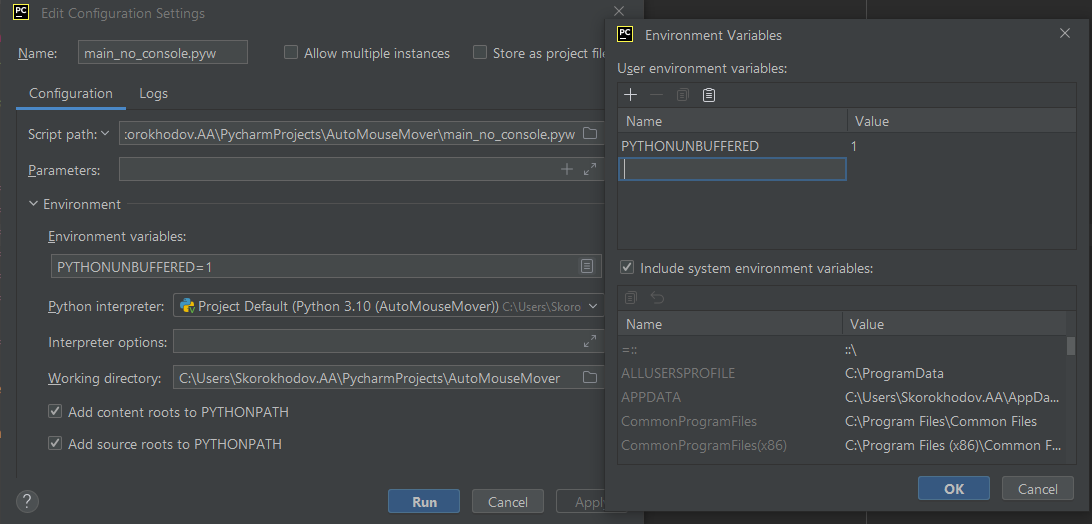 Edit Configuration Settings
Name: main_no_console.pyw Allow multiple instances Store as project file
Configuration Logs
Script path: :orokhodov.AA\PycharmProjects\AutoMouseMover\main_no_console.pyw
Parameters:
Environment
Environment variables:
PYTHONUNBUFFERED=1
Python interpreter: Project Default (Python 3.10 (AutoMouseMover)) C:\Users\Skoro
Interpreter options:
Working directory: C:\Users\Skorokhodov.AA\PycharmProjects\AutoMouseMover
Add content roots to PYTHONPATH
Add source roots to PYTHONPATH
? Run Cancel Apply
Environment Variables
User environment variables:
Name Value
PYTHONUNBUFFERED 1
Include system environment variables:
Name Value
=:: ::\
ALLUSERSPROFILE C:\ProgramData
APPDATA C:\Users\Skorokhodov.AA\AppDa...
CommonProgramFiles C:\Program Files\Common Files
CommonProgramFiles(x86) C:\Program Files (x86)\Common F...
OK Cancel